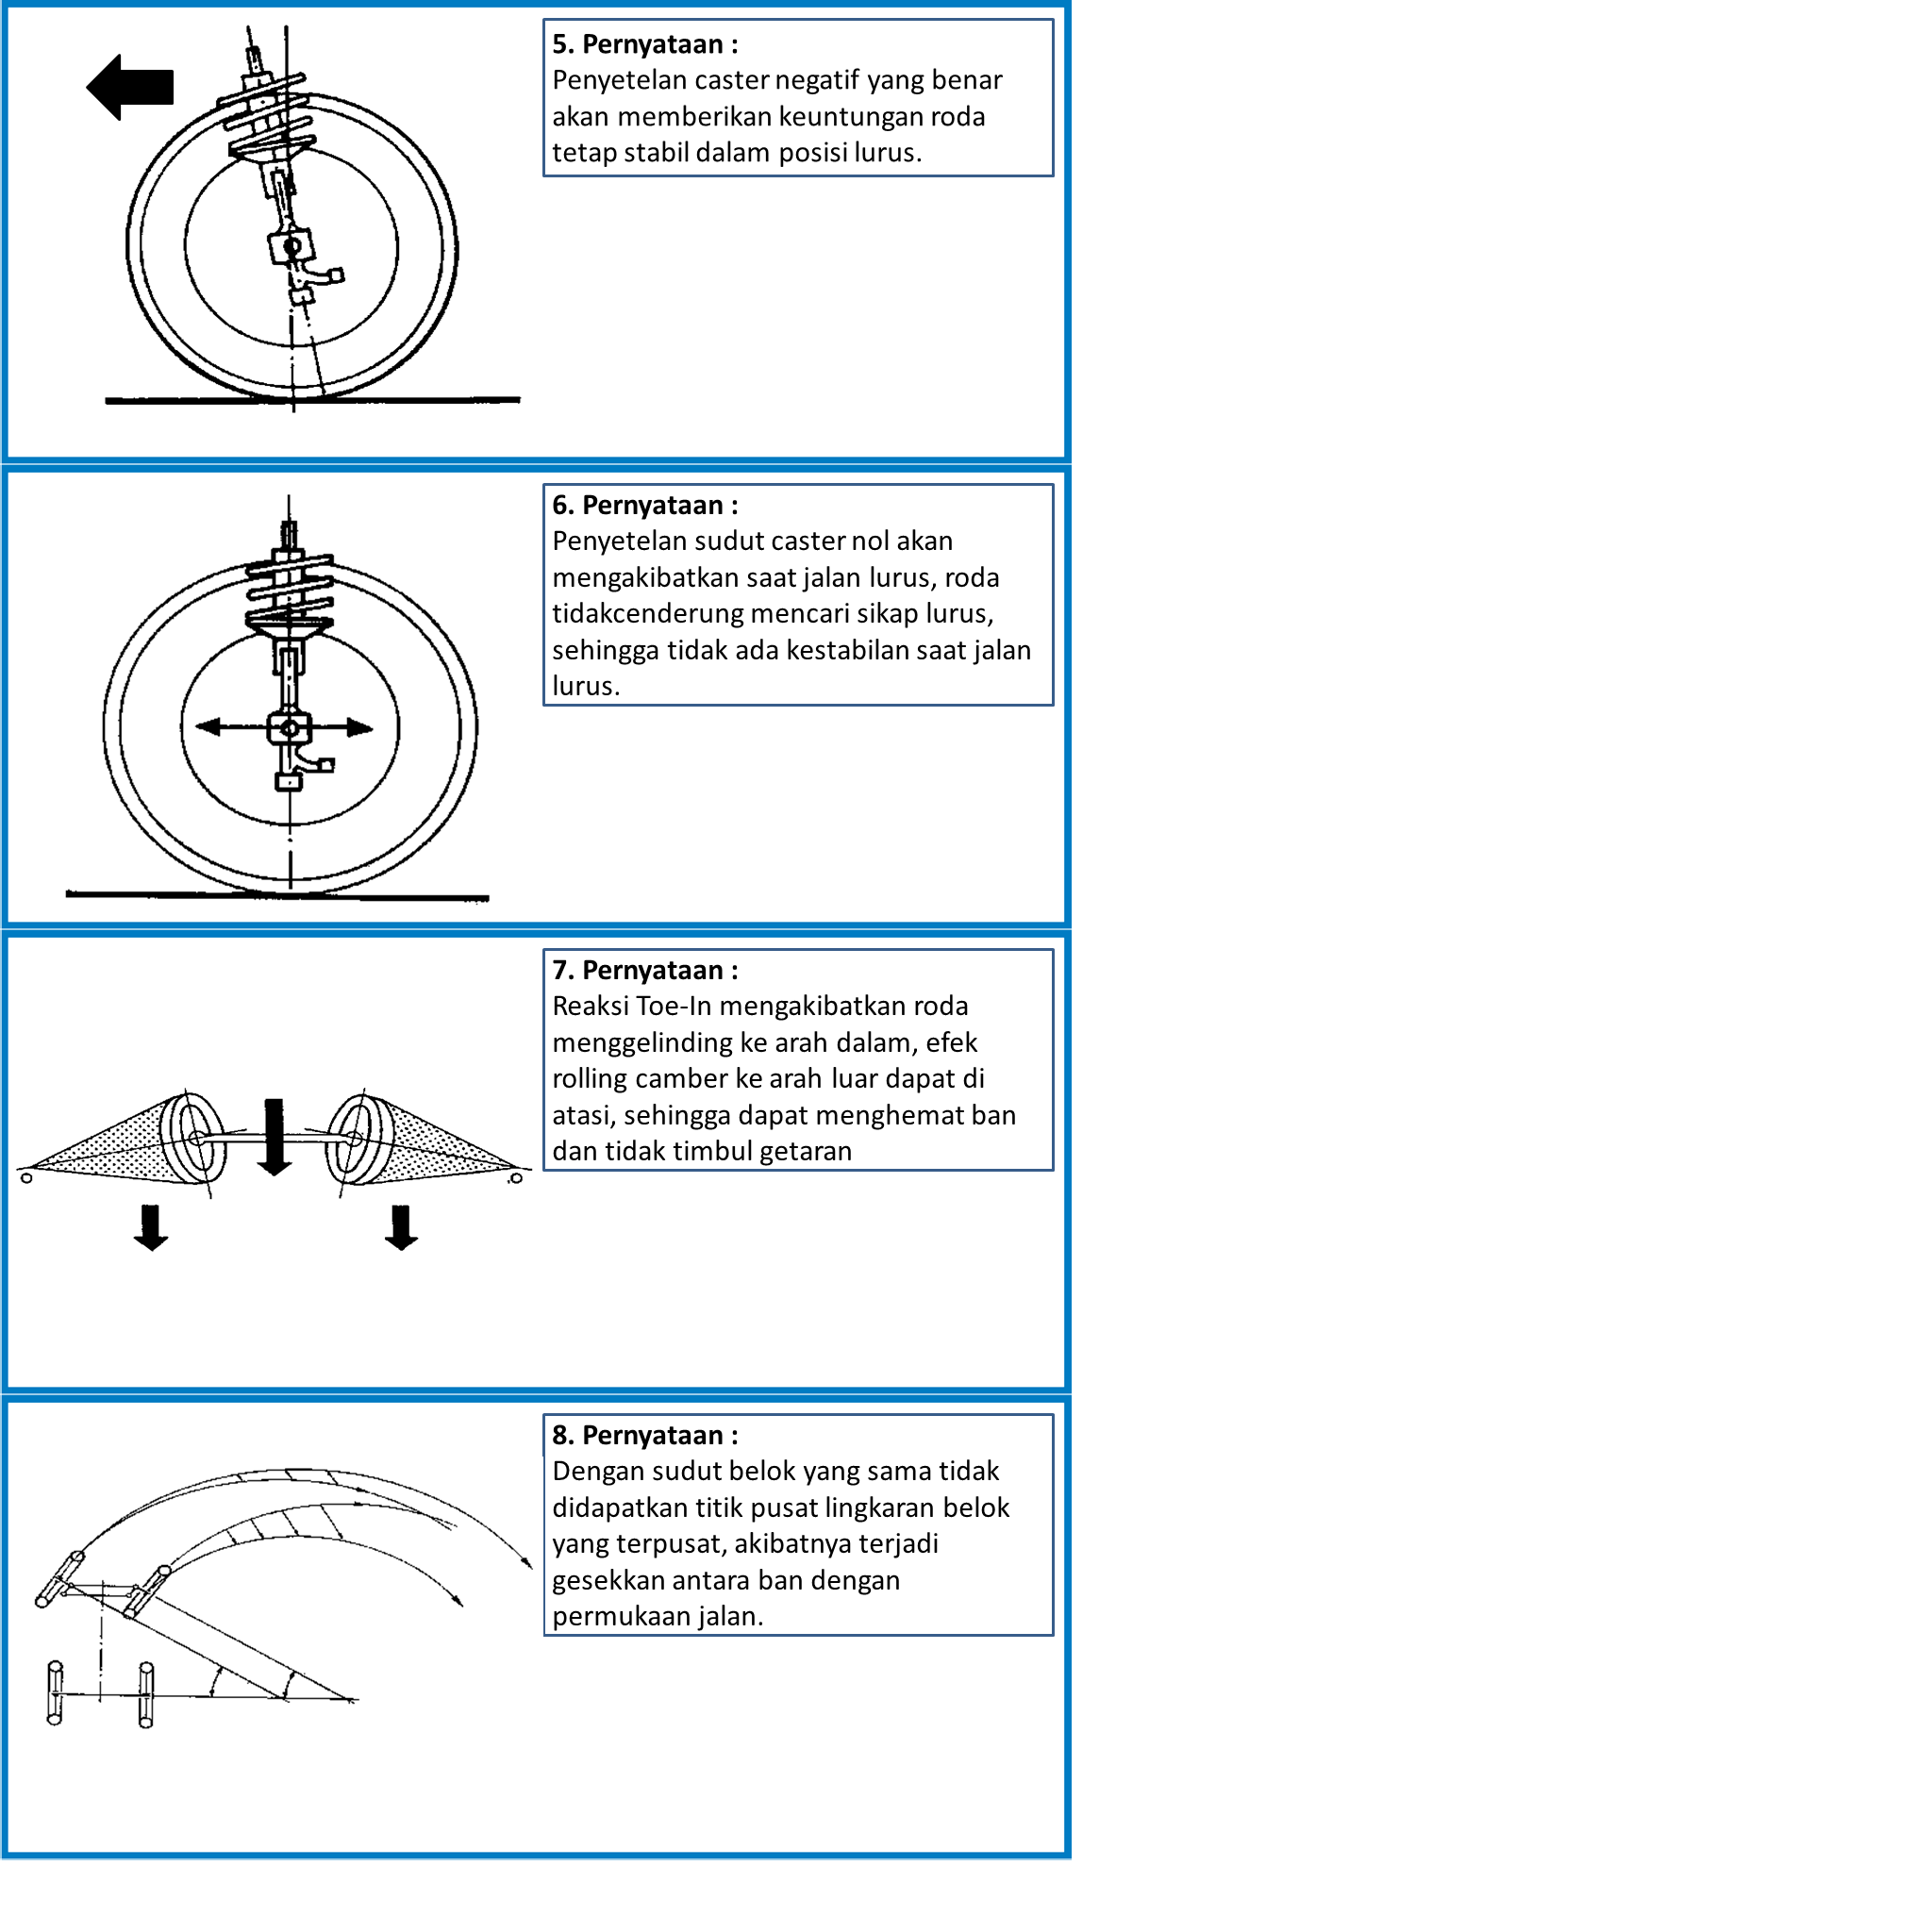 5. Pernyataan :
Penyetelan caster negatif yang benar
akan memberikan keuntungan roda
tetap stabil dalam posisi lurus.
6. Pernyataan :
Penyetelan sudut caster nol akan
mengakibatkan saat jalan lurus, roda
tidakcenderung mencari sikap lurus,
sehingga tidak ada kestabilan saat jalan
lurus.
7. Pernyataan :
Reaksi Toe-In mengakibatkan roda
menggelinding ke arah dalam, efek
rolling camber ke arah luar dapat di
atasi, sehingga dapat menghemat ban
dan tidak timbul getaran
8. Pernyataan :
Dengan sudut belok yang sama tidak
didapatkan titik pusat lingkaran belok
yang terpusat, akibatnya terjadi
gesekkan antara ban dengan
permukaan jalan.